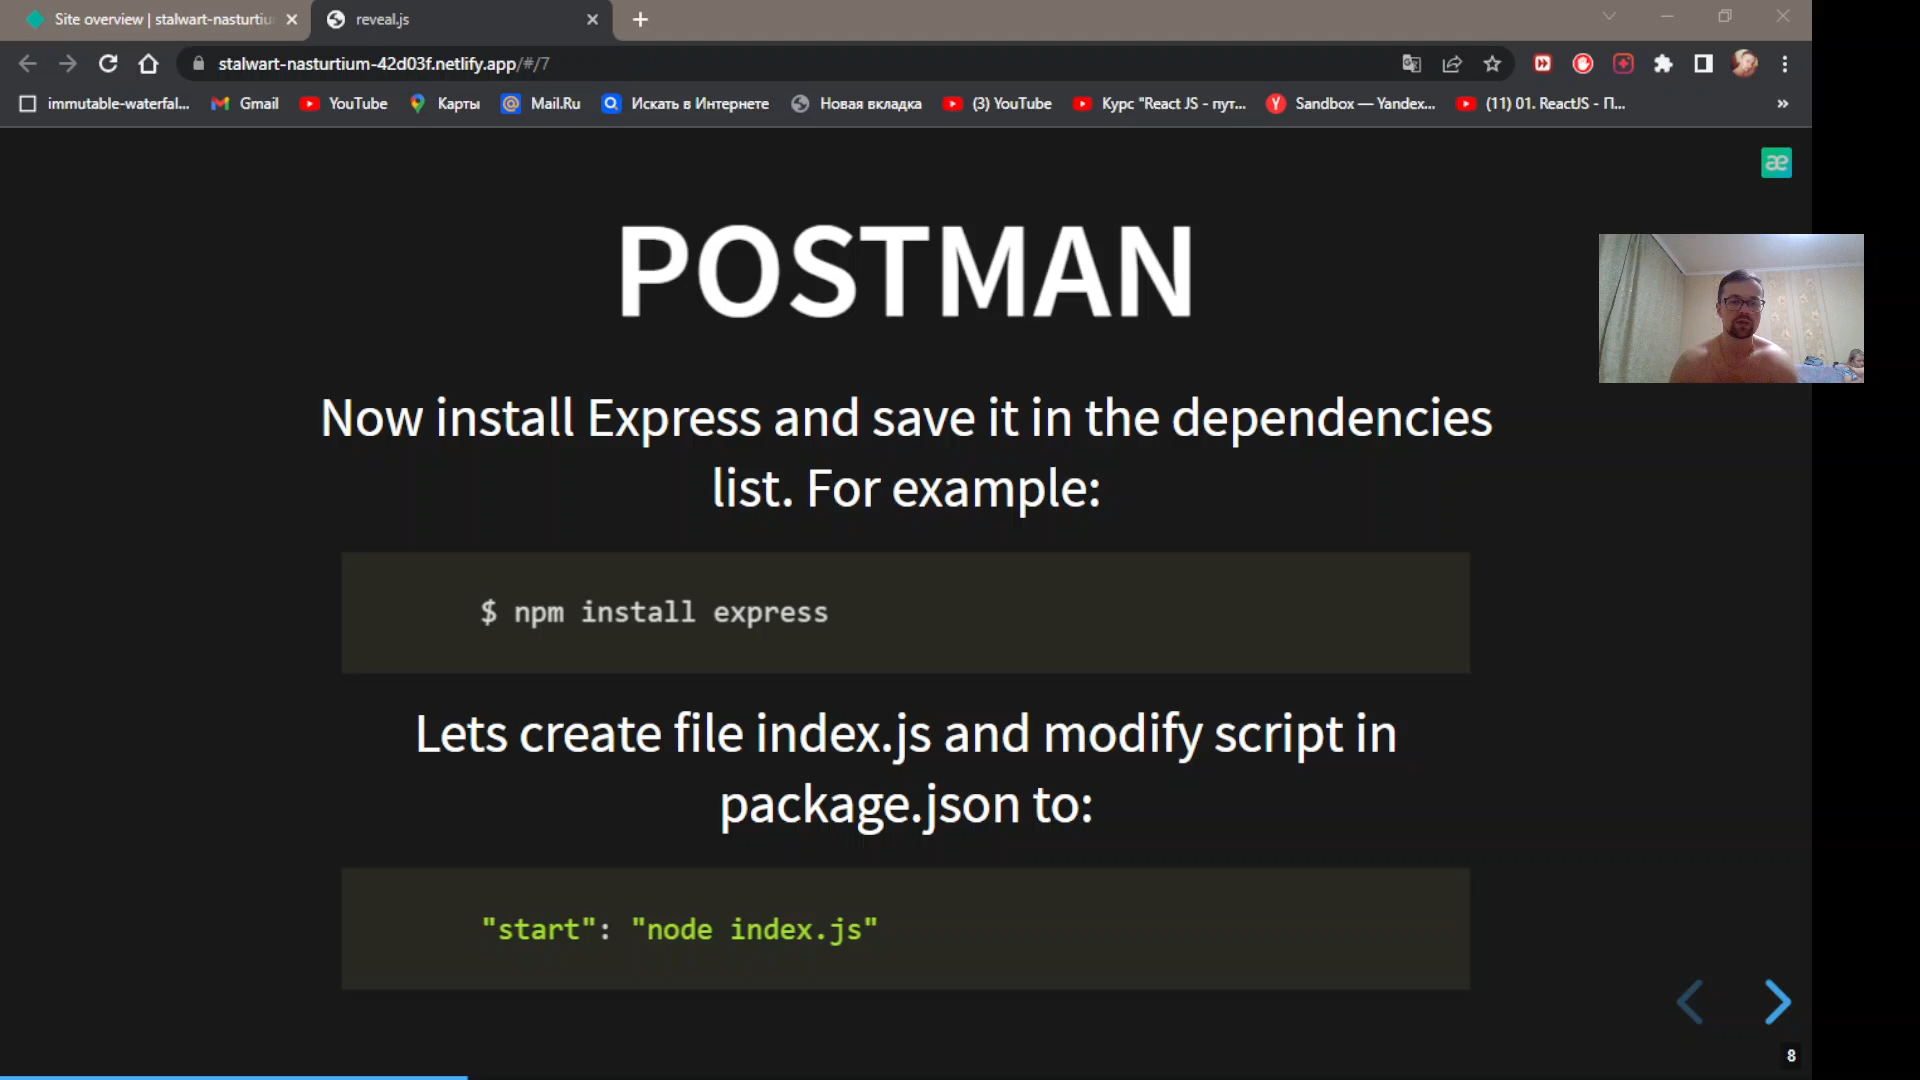 Site overview | stalwart-nasturtiu
reveal.js
stalwart-nasturtium-42d03f.netlify.app/#/7
immutable-waterfal...
Gmail
YouTube
Карты
Mail.Ru
Искать в Интернете
Новая вкладка
(3) YouTube
Курс "React JS - пут...
Sandbox — Yandex...
(11) 01. ReactJS - П...
»
æ
POSTMAN
Now install Express and save it in the dependencies
list. For example:
$ npm install express
Lets create file index.js and modify script in
package.json to:
"start": "node index.js"
8